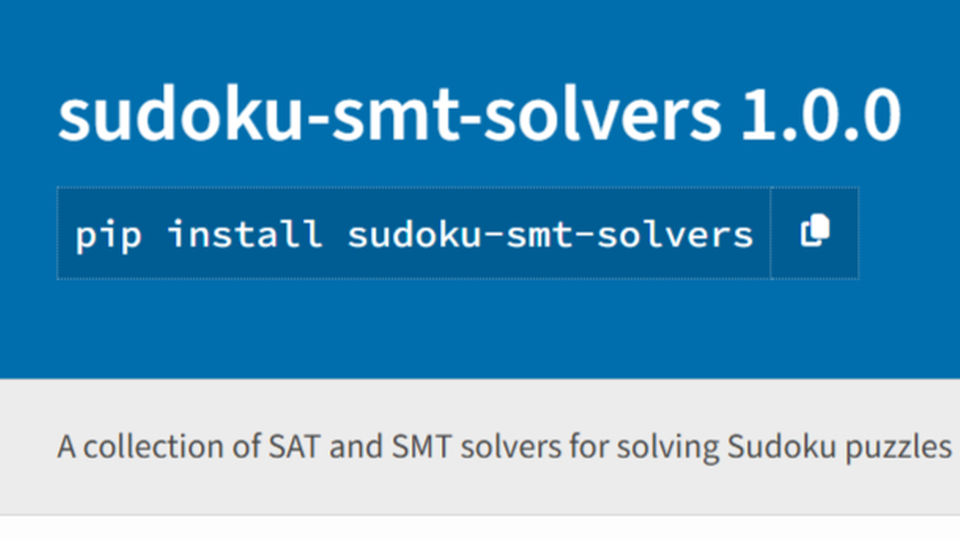 sudoku-smt-solvers 1.0.0
pip install sudoku-smt-solvers
A collection of SAT and SMT solvers for solving Sudoku puzzles